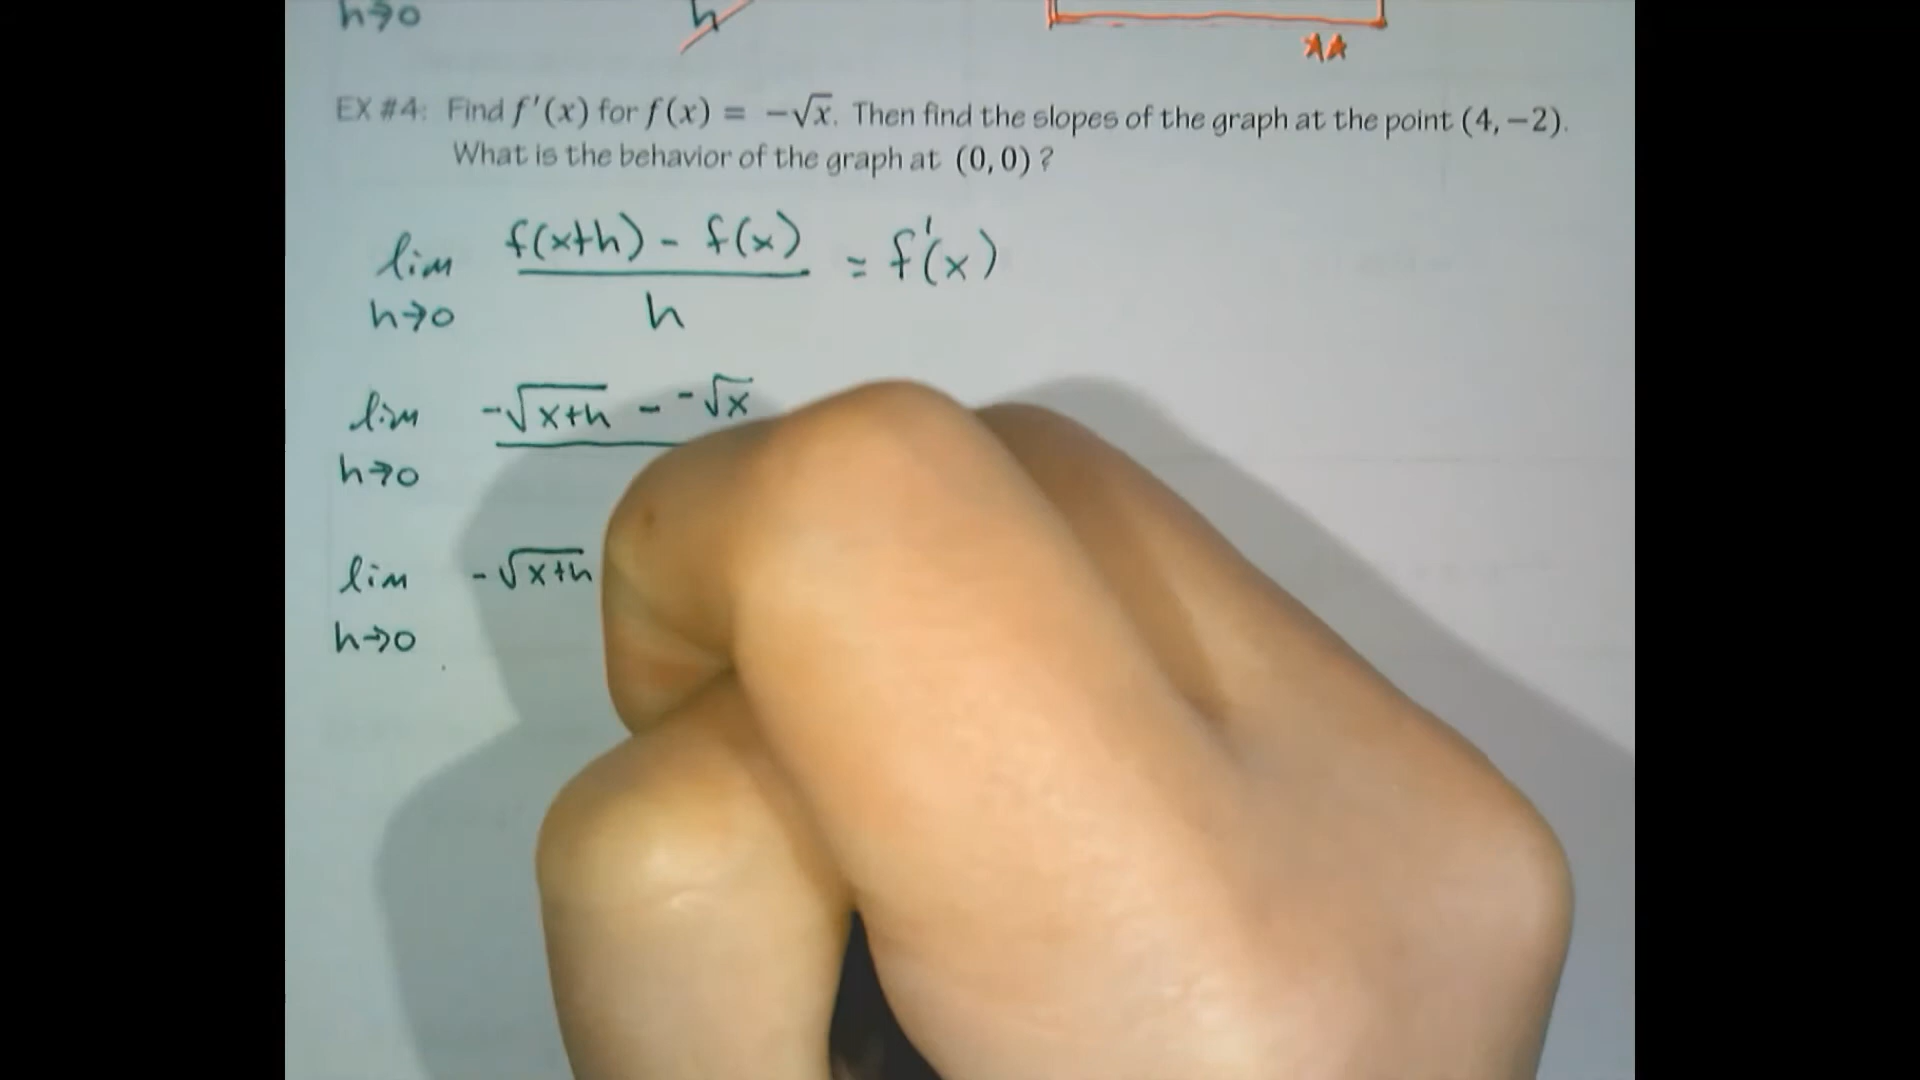 h→0 h
★★
EX #4: Find f'(x) for f(x) = −√x. Then find the slopes of the graph at the point (4, −2).
What is the behavior of the graph at (0, 0) ?
f(x+h) - f(x)
lim = f'(x)
h→0 h
lim -√x+h - -√x
h→0
lim -√x+h
h→0